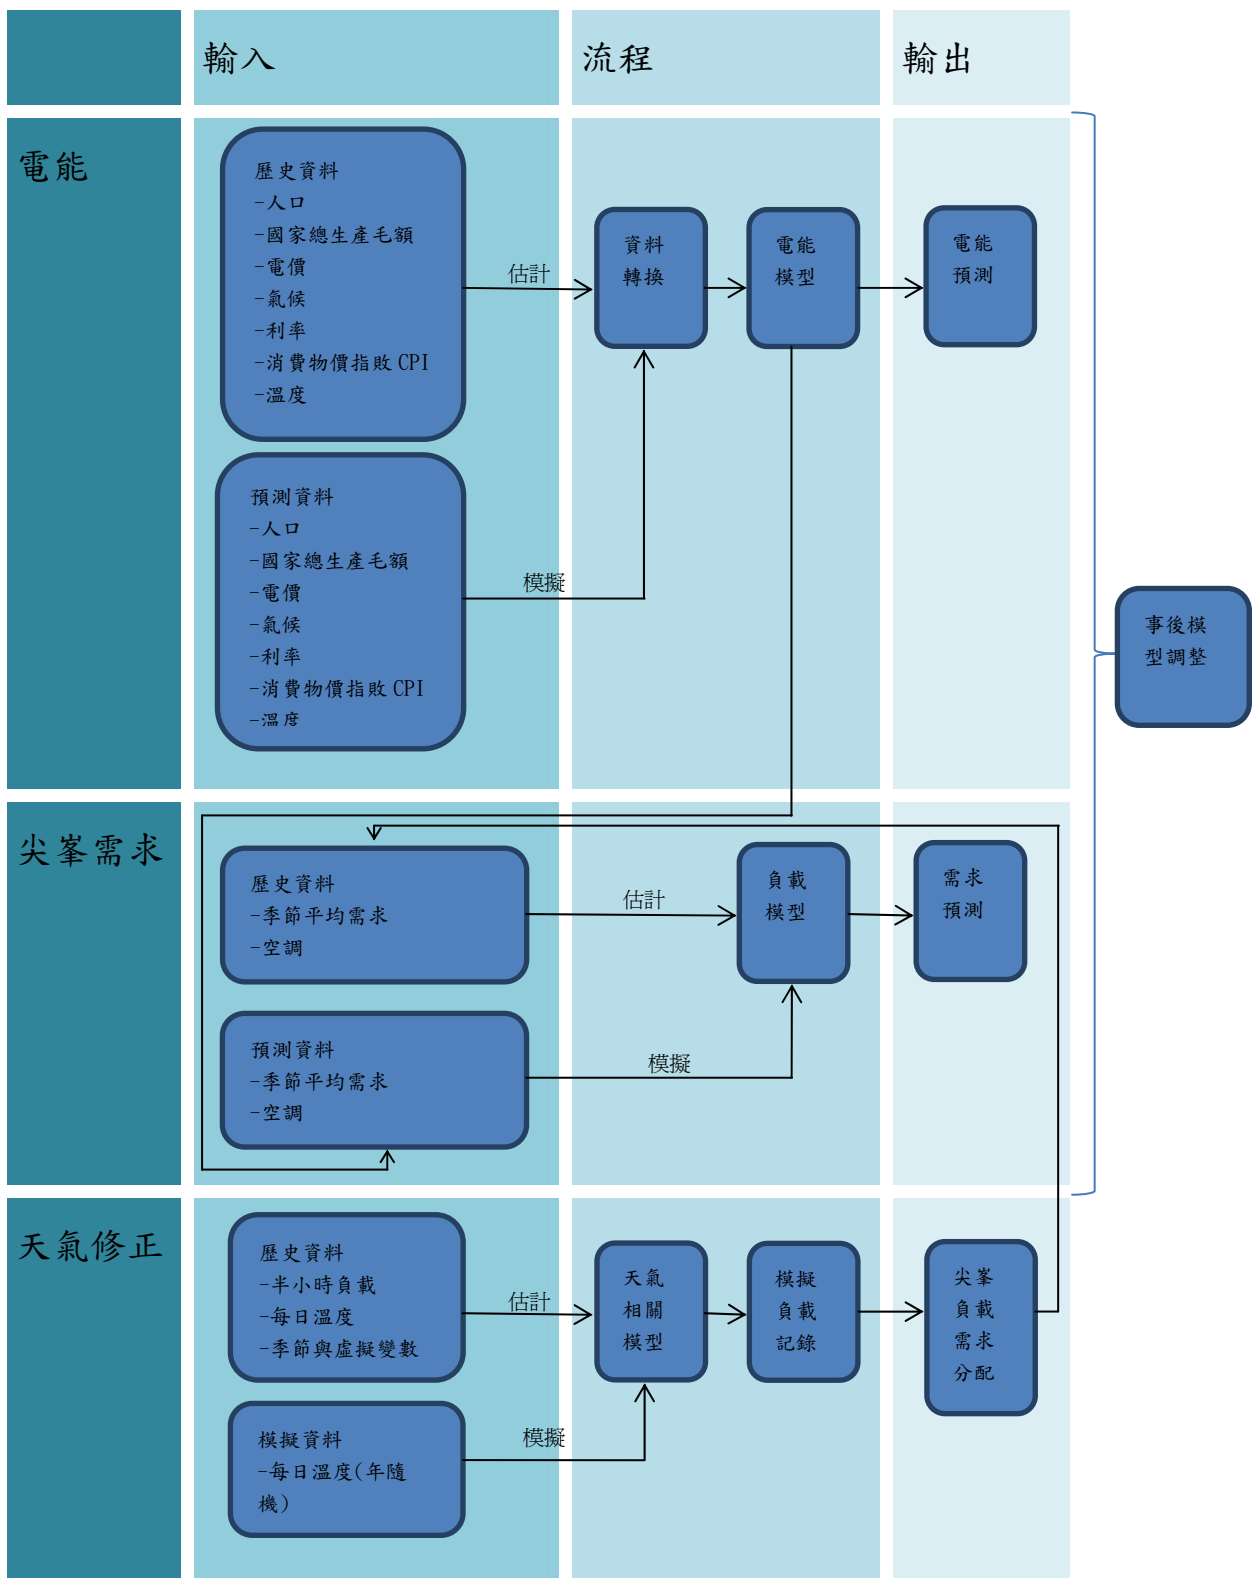 輸入
流程
輸出
電能
歷史資料
-人口
-國家總生產毛額
-電價
-氣候
-利率
-消費物價指敗 CPI
-溫度
估計
資料
轉換
電能
模型
電能
預測
預測資料
-人口
-國家總生產毛額
-電價
-氣候
-利率
-消費物價指敗 CPI
-溫度
模擬
事後模
型調整
尖峯需求
歷史資料
-季節平均需求
-空調
估計
負載
模型
需求
預測
預測資料
-季節平均需求
-空調
模擬
天氣修正
歷史資料
-半小時負載
-每日溫度
-季節與虛擬變數
估計
天氣
相關
模型
模擬
負載
記錄
尖峯
負載
需求
分配
模擬資料
-每日溫度(年隨
機)
模擬